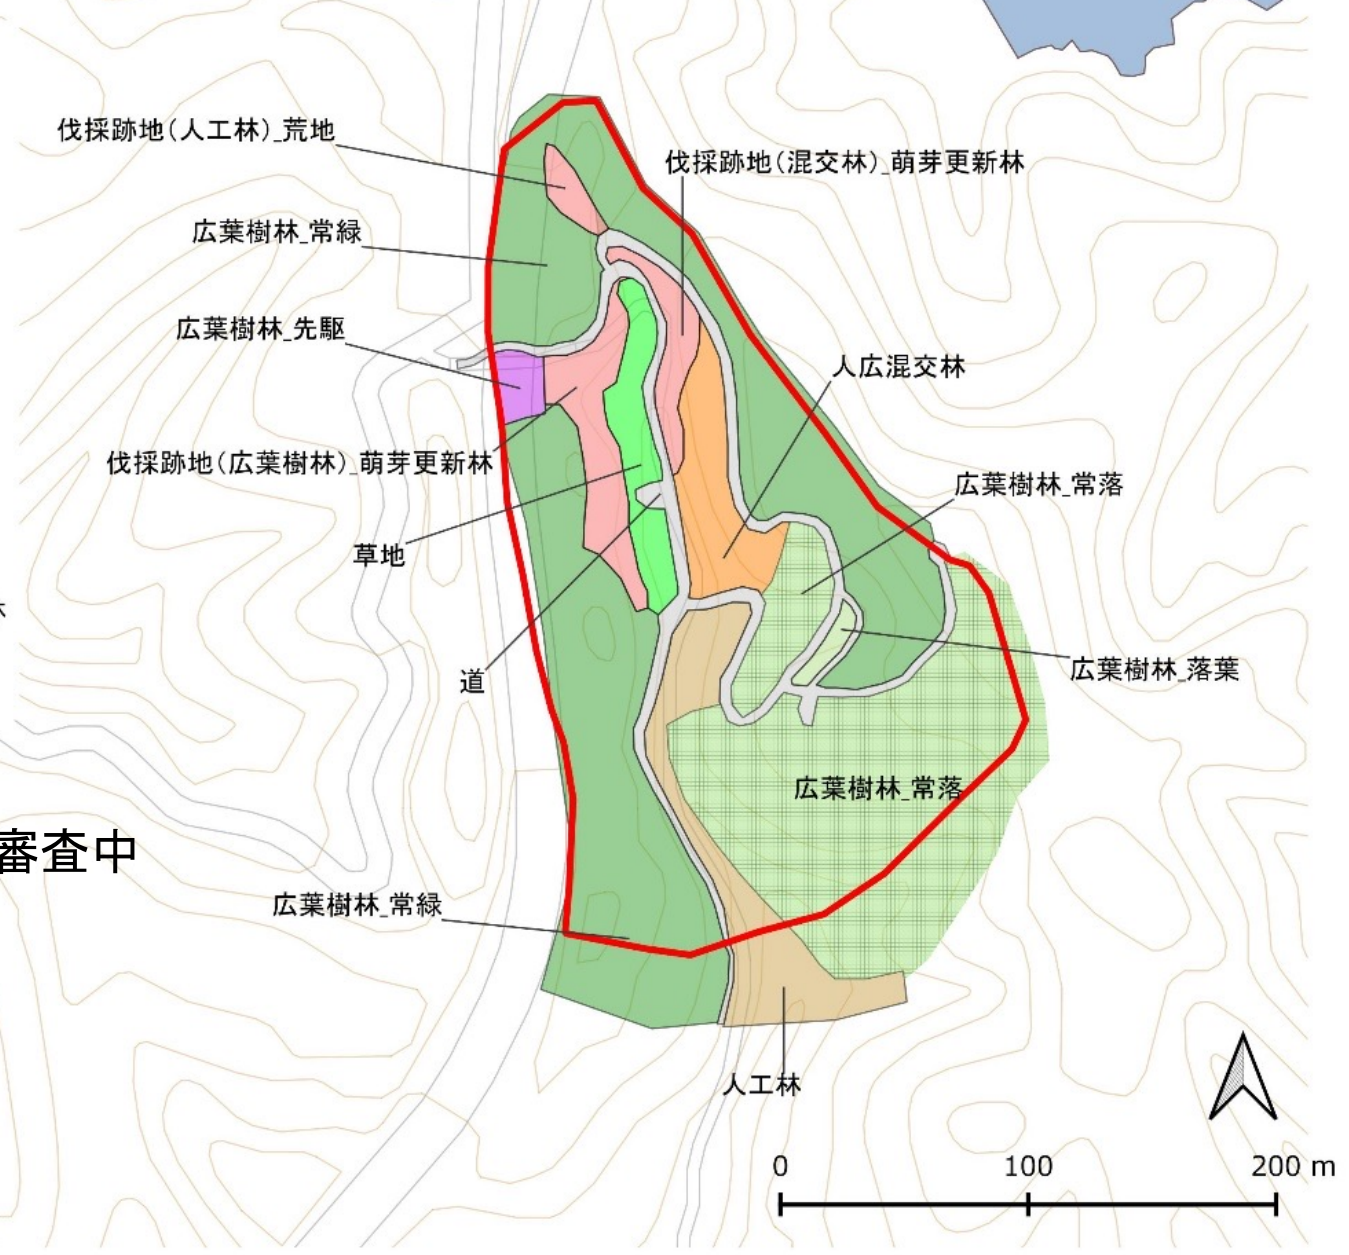 伐採跡地(人工林)_荒地
伐採跡地(混交林)_萌芽更新林
広葉樹林_常緑
広葉樹林_先駆
人広混交林
伐採跡地(広葉樹林)_萌芽更新林
広葉樹林_常落
草地
広葉樹林_落葉
道
広葉樹林_常落
審査中
広葉樹林_常緑
人工林
0 100 200 m